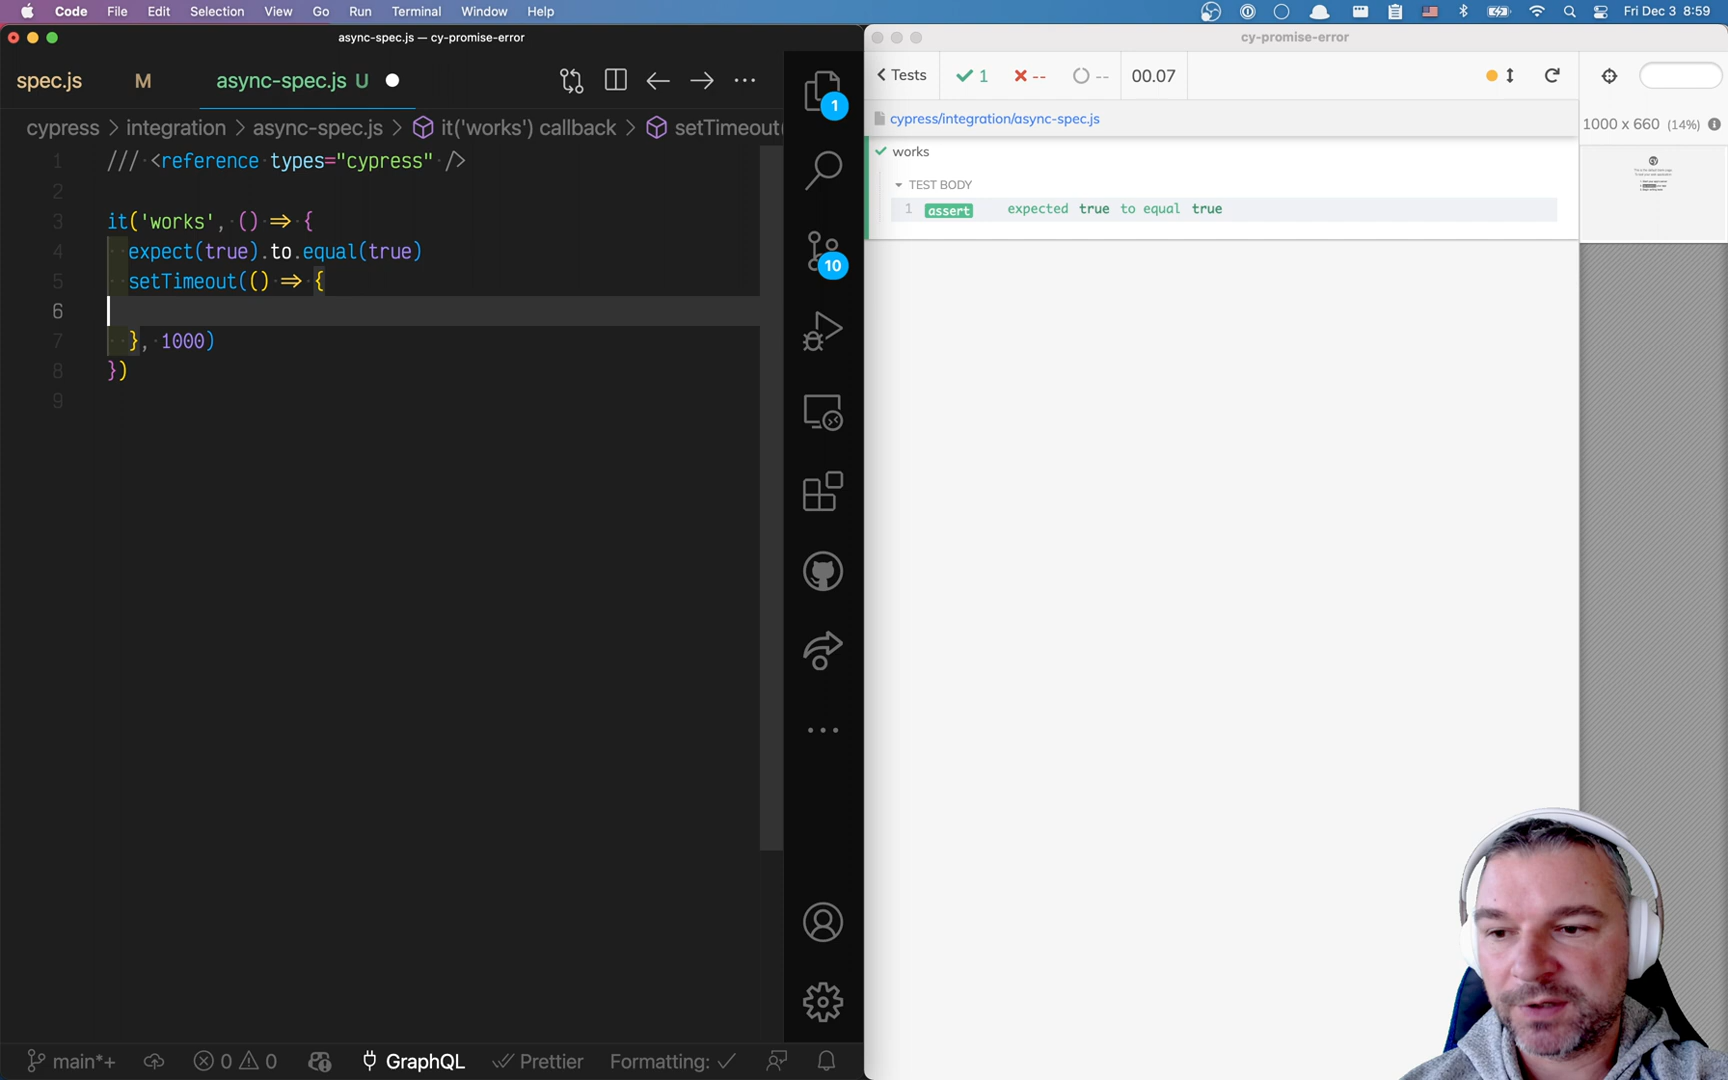 Code File Edit Selection View Go Run Terminal Window Help
Fri Dec 3 8:59
async-spec.js — cy-promise-error
spec.js M async-spec.js U
cypress > integration > async-spec.js > it('works') callback > setTimeout(
1 /// <reference types="cypress" />
2
3 it('works', () => {
4 expect(true).to.equal(true)
5 setTimeout(() => {
6
7 }, 1000)
8 })
9
1
10
main*+ 0 0 GraphQL Prettier Formatting:
cy-promise-error
Tests 1 -- -- 00.07
cypress/integration/async-spec.js
1000 x 660 (14%)
works
TEST BODY
1 assert expected true to equal true
cy